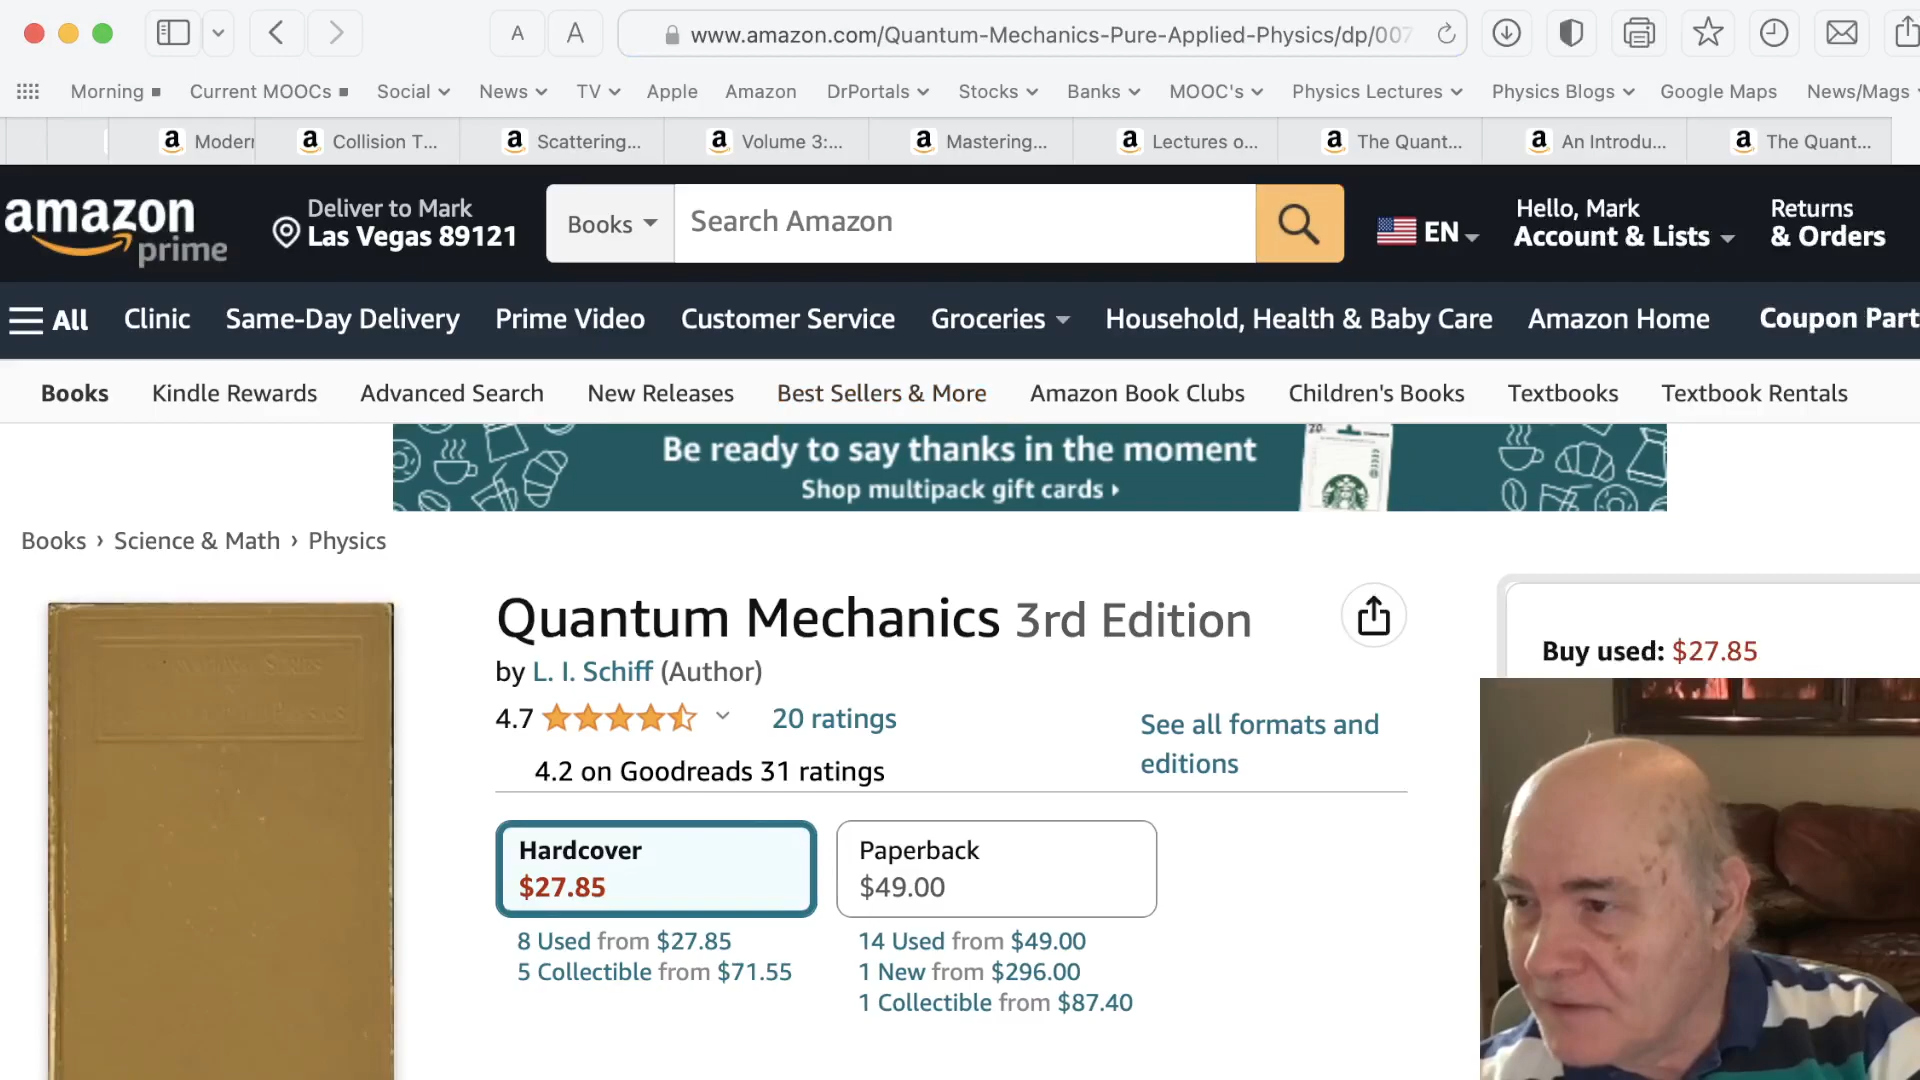 A
A
www.amazon.com/Quantum-Mechanics-Pure-Applied-Physics/dp/007
Morning
Current MOOCs
Social
News
TV
Apple
Amazon
DrPortals
Stocks
Banks
MOOC's
Physics Lectures
Physics Blogs
Google Maps
News/Mags
a Modern
a Collision T...
a Scattering...
a Volume 3:...
a Mastering...
a Lectures o...
a The Quant...
a An Introdu...
a The Quant...
amazon
prime
Deliver to Mark
Las Vegas 89121
Books
Search Amazon
EN
Hello, Mark
Account & Lists
Returns
& Orders
All
Clinic
Same-Day Delivery
Prime Video
Customer Service
Groceries
Household, Health & Baby Care
Amazon Home
Coupon Part
Books
Kindle Rewards
Advanced Search
New Releases
Best Sellers & More
Amazon Book Clubs
Children's Books
Textbooks
Textbook Rentals
Be ready to say thanks in the moment
Shop multipack gift cards
Books › Science & Math › Physics
Quantum Mechanics 3rd Edition
by L. I. Schiff (Author)
4.7
20 ratings
4.2 on Goodreads 31 ratings
See all formats and
editions
Hardcover
$27.85
8 Used from $27.85
5 Collectible from $71.55
Paperback
$49.00
14 Used from $49.00
1 New from $296.00
1 Collectible from $87.40
Buy used: $27.85